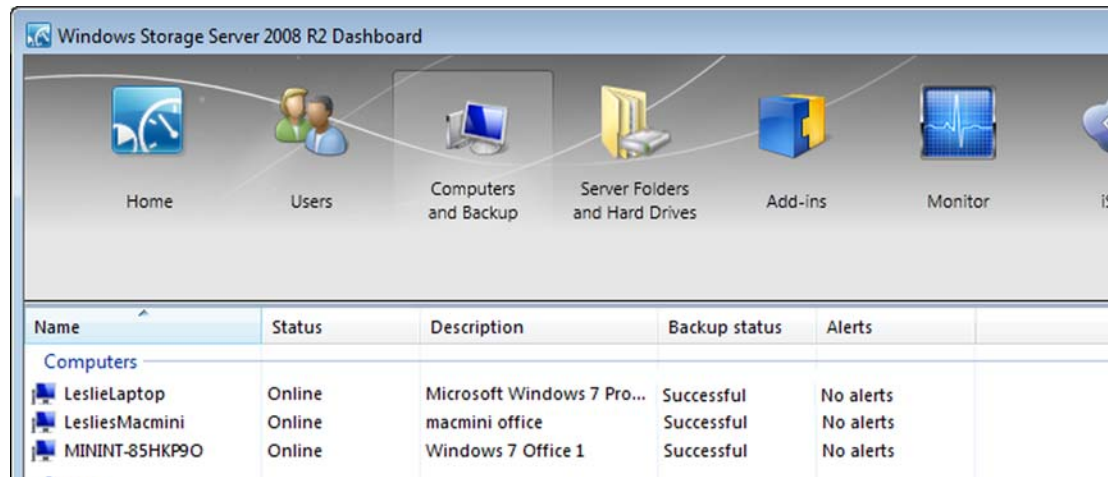 Windows Storage Server 2008 R2 Dashboard
Home
Users
Computers
and Backup
Server Folders
and Hard Drives
Add-ins
Monitor
Name Status Description Backup status Alerts
Computers
LeslieLaptop Online Microsoft Windows 7 Pro... Successful No alerts
LesliesMacmini Online macmini office Successful No alerts
MININT-85HKP9O Online Windows 7 Office 1 Successful No alerts